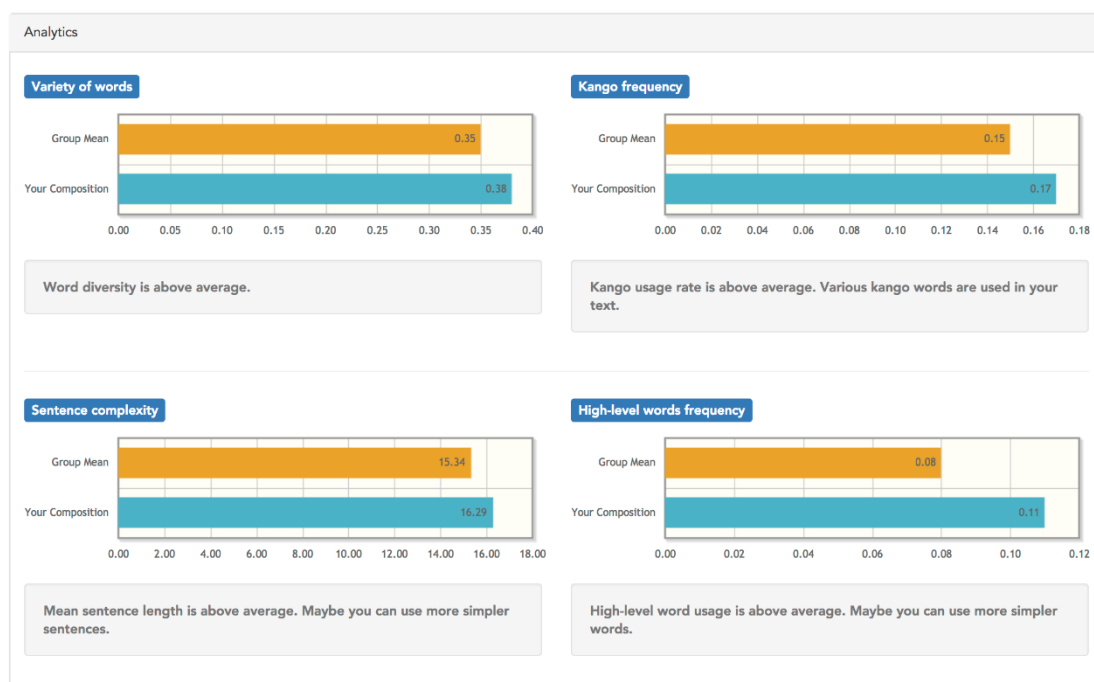 Analytics
Variety of words
Group Mean
0.35
Your Composition
0.38
0.00 0.05 0.10 0.15 0.20 0.25 0.30 0.35 0.40
Word diversity is above average.
Kango frequency
Group Mean
0.15
Your Composition
0.17
0.00 0.02 0.04 0.06 0.08 0.10 0.12 0.14 0.16 0.18
Kango usage rate is above average. Various kango words are used in your
text.
Sentence complexity
Group Mean
15.34
Your Composition
16.29
0.00 2.00 4.00 6.00 8.00 10.00 12.00 14.00 16.00 18.00
Mean sentence length is above average. Maybe you can use more simpler
sentences.
High-level words frequency
Group Mean
0.08
Your Composition
0.11
0.00 0.02 0.04 0.06 0.08 0.10 0.12
High-level word usage is above average. Maybe you can use more simpler
words.